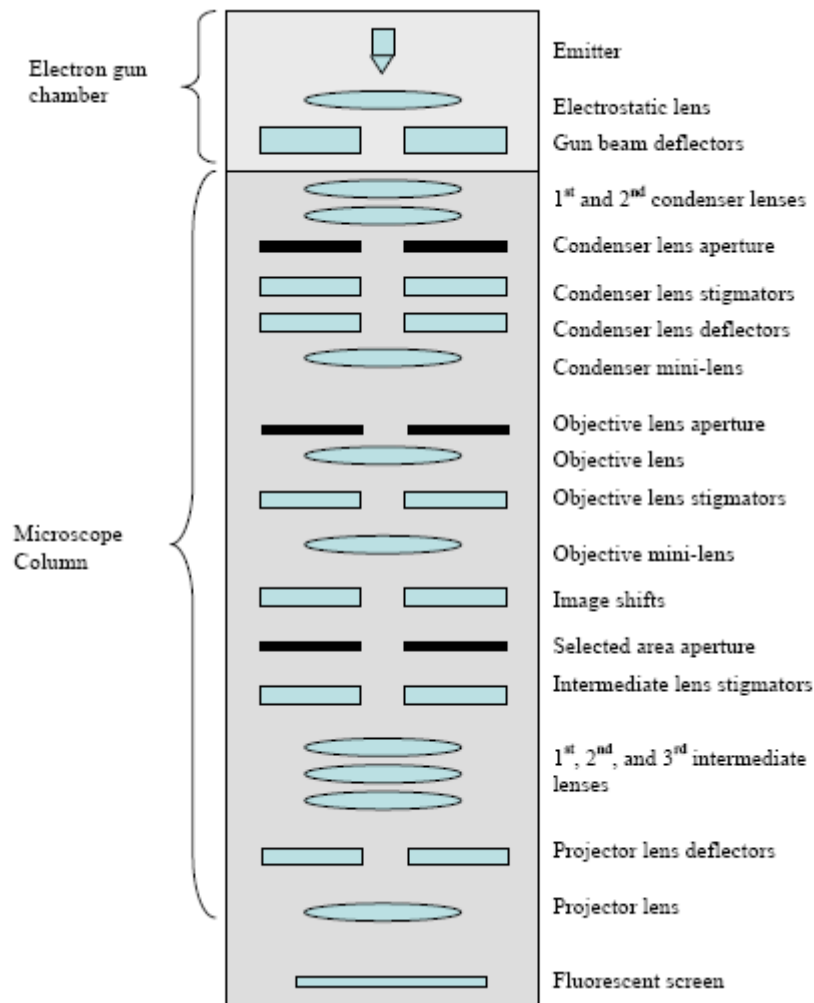 Electron gun
chamber
Microscope
Column
Emitter
Electrostatic lens
Gun beam deflectors
1st and 2nd condenser lenses
Condenser lens aperture
Condenser lens stigmators
Condenser lens deflectors
Condenser mini-lens
Objective lens aperture
Objective lens
Objective lens stigmators
Objective mini-lens
Image shifts
Selected area aperture
Intermediate lens stigmators
1st, 2nd, and 3rd intermediate
lenses
Projector lens deflectors
Projector lens
Fluorescent screen